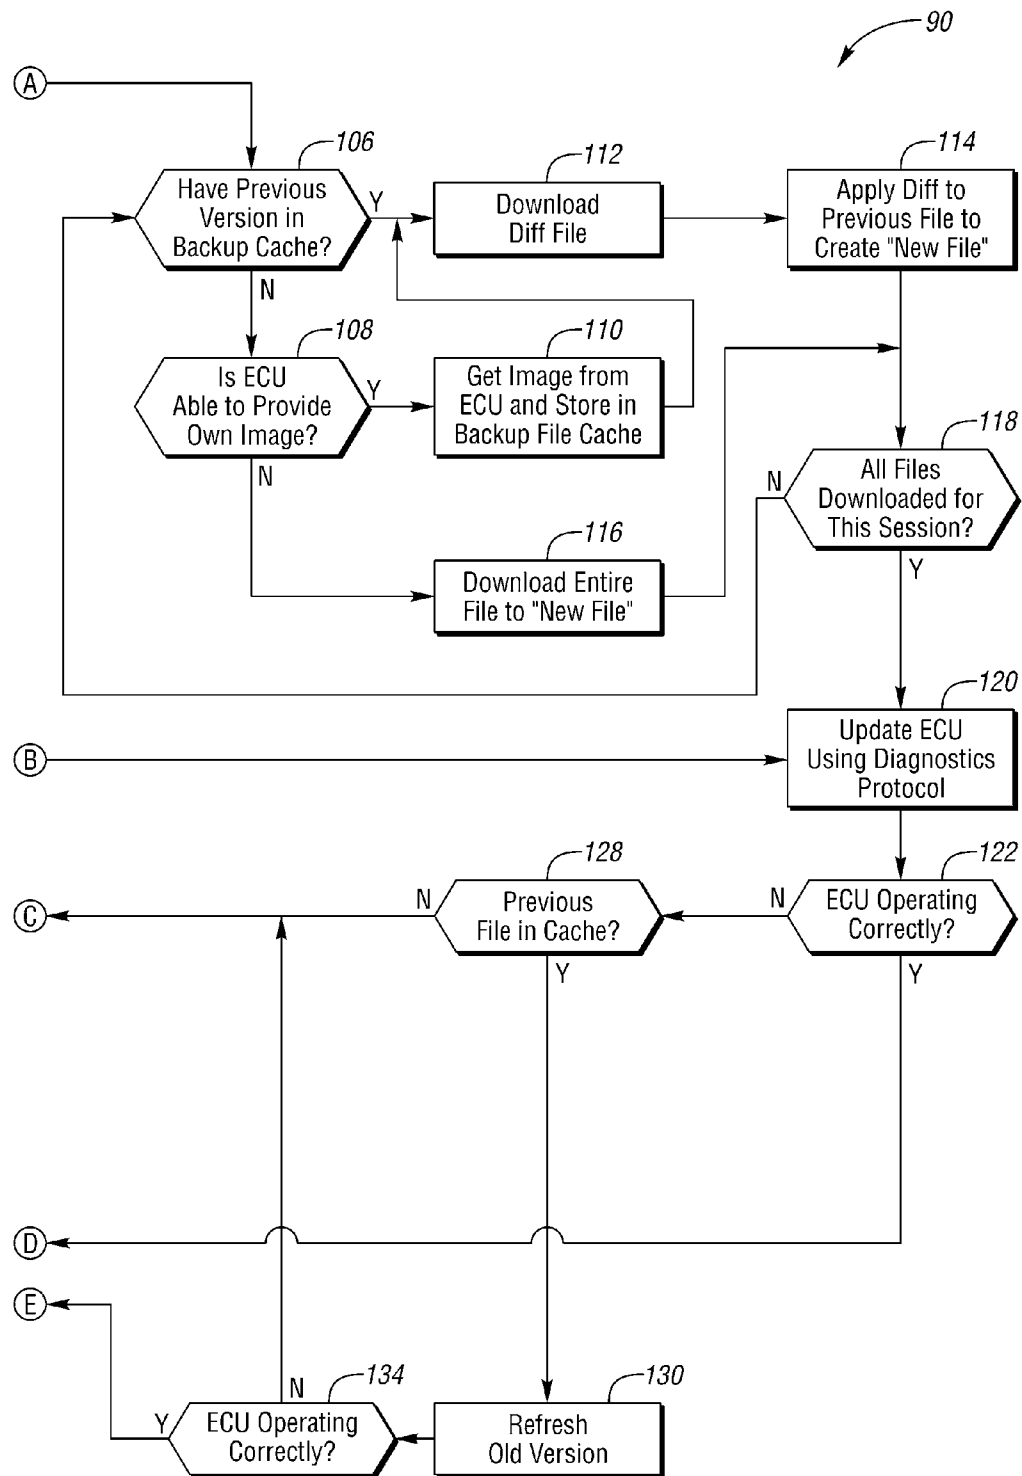 90
A
106
Have Previous
Version in
Backup Cache?
Y
N
112
Download
Diff File
114
Apply Diff to
Previous File to
Create "New File"
108
Is ECU
Able to Provide
Own Image?
Y
N
110
Get Image from
ECU and Store in
Backup File Cache
116
Download Entire
File to "New File"
118
All Files
Downloaded for
This Session?
N
Y
B
120
Update ECU
Using Diagnostics
Protocol
122
ECU Operating
Correctly?
N
Y
128
Previous
File in Cache?
N
Y
C
D
E
134
ECU Operating
Correctly?
N
Y
130
Refresh
Old Version